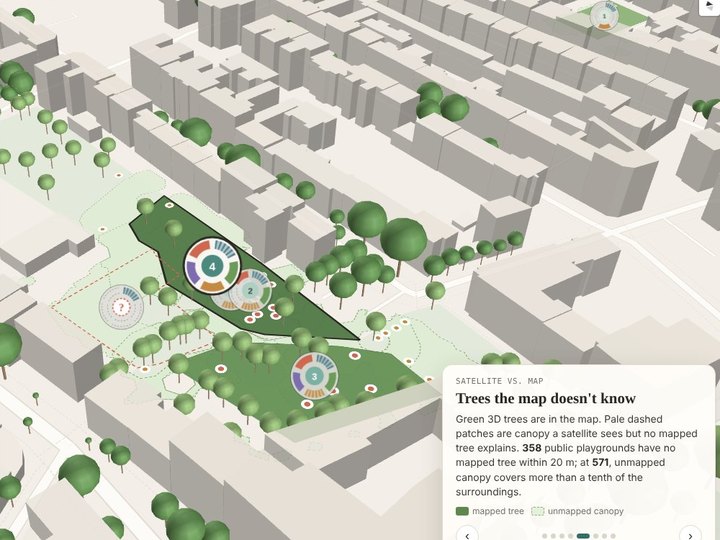 1
4
2
?
3
SATELLITE VS. MAP
Trees the map doesn't know
Green 3D trees are in the map. Pale dashed
patches are canopy a satellite sees but no mapped
tree explains. 358 public playgrounds have no
mapped tree within 20 m; at 571, unmapped
canopy covers more than a tenth of the
surroundings.
mapped tree unmapped canopy